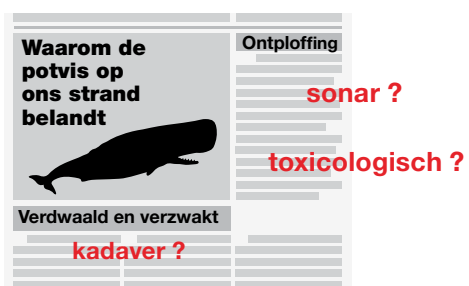 Waarom de
potvis op
ons strand
belandt
Ontploffing
sonar ?
toxicologisch ?
Verdwaald en verzwakt
kadaver ?